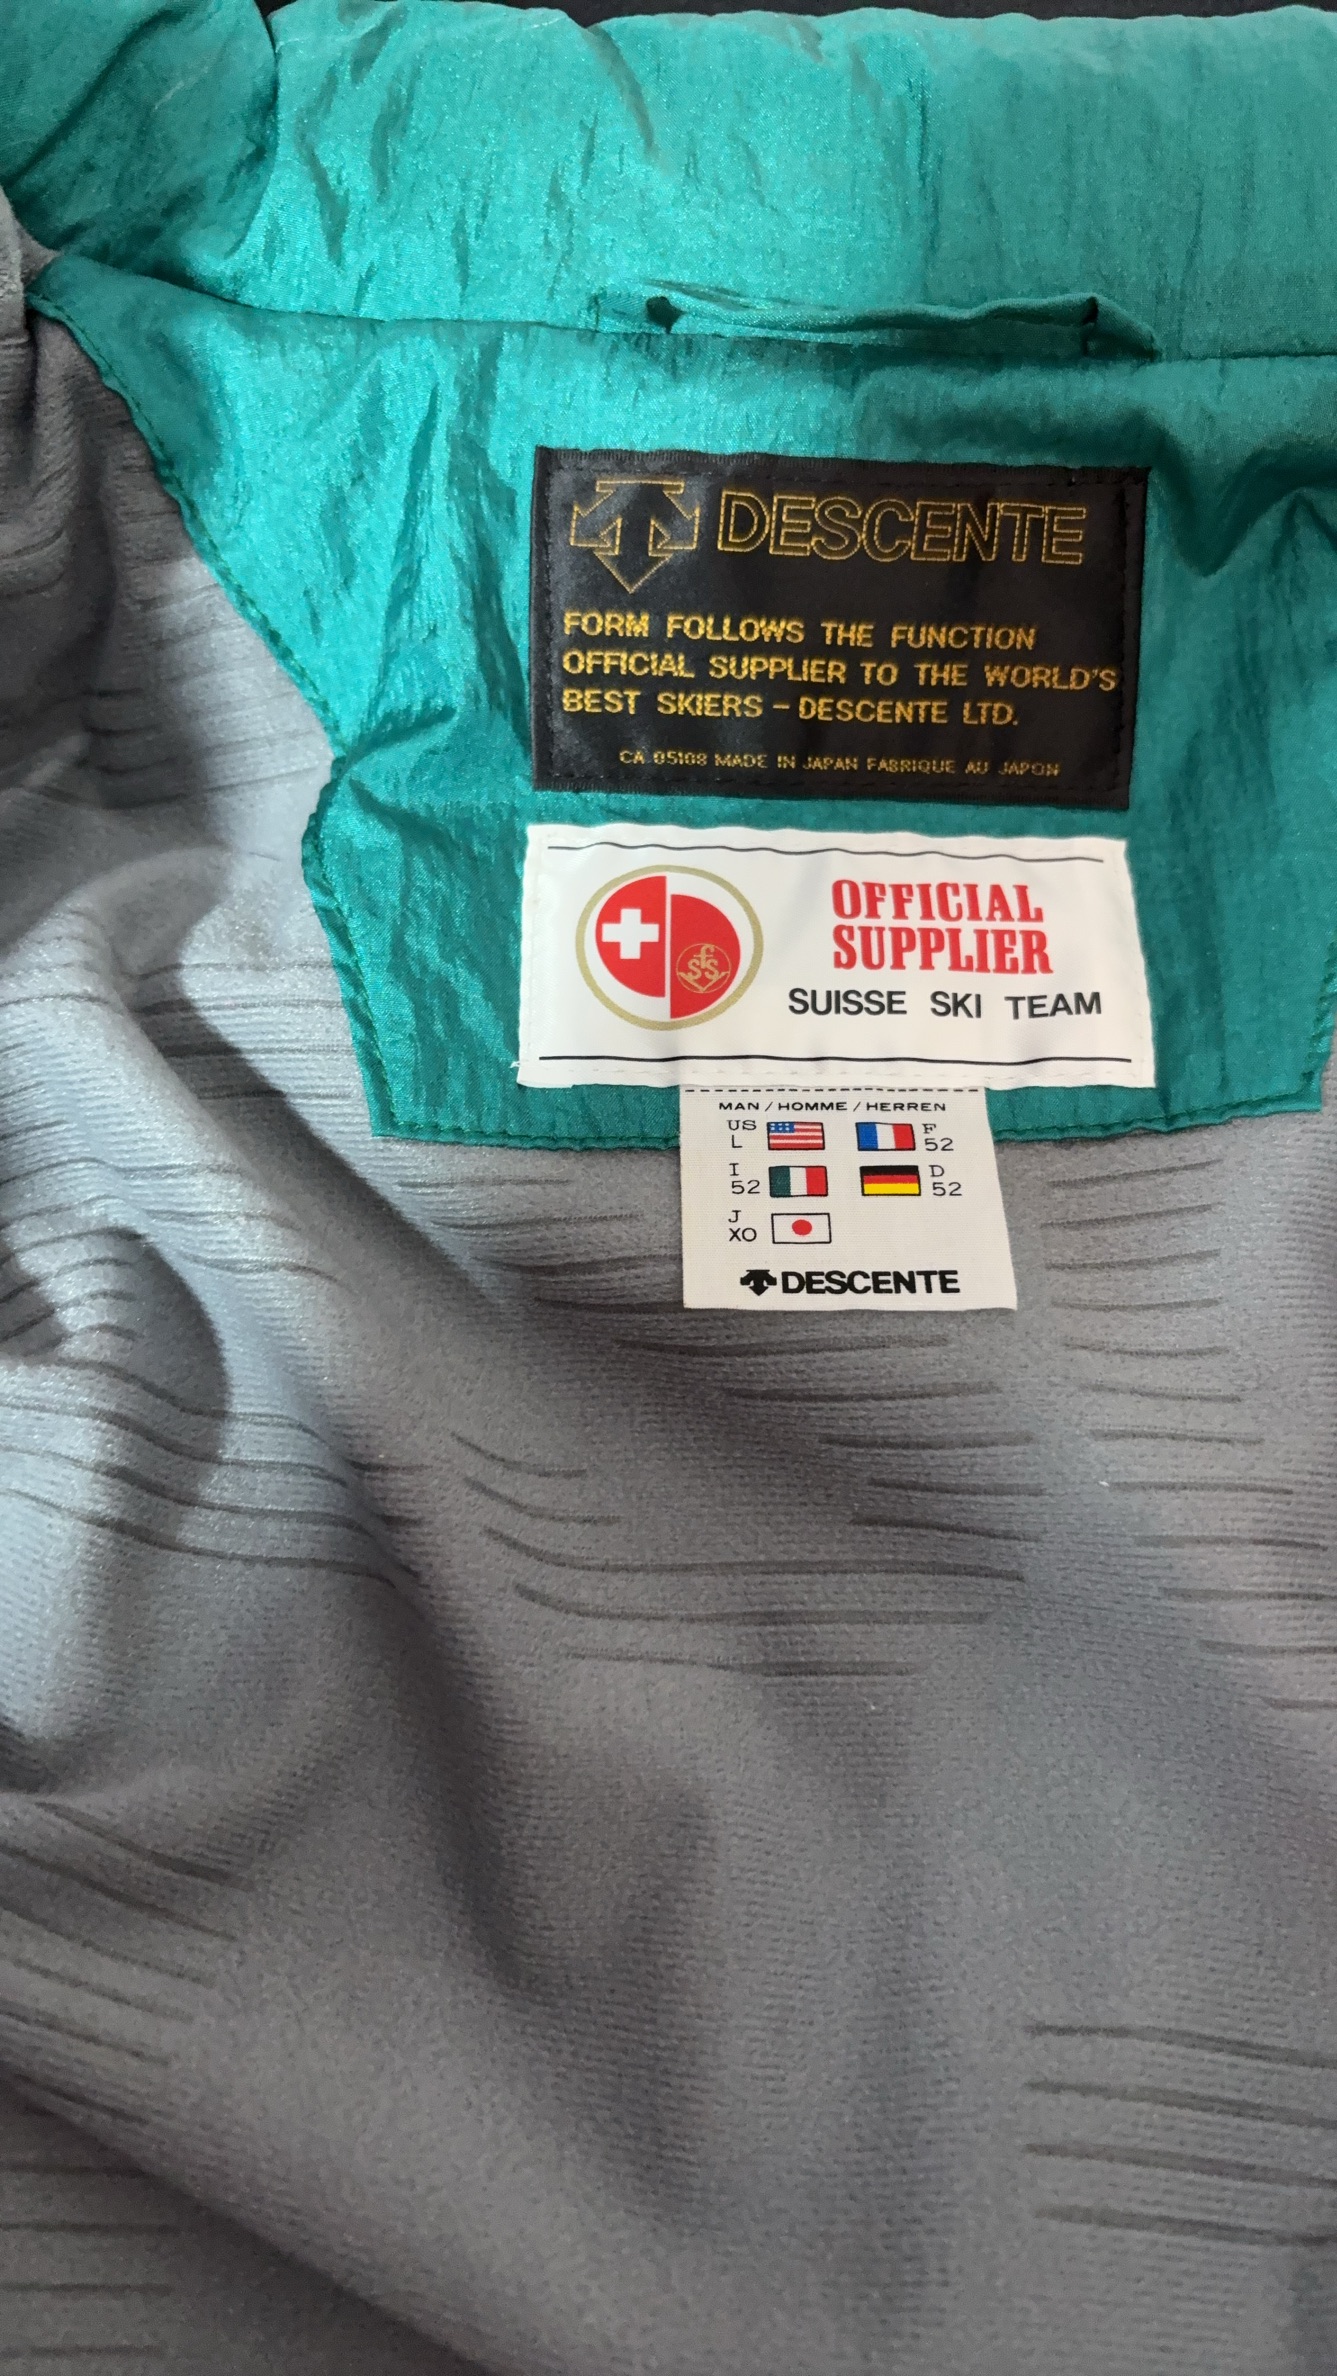 DESCENTE
FORM FOLLOWS THE FUNCTION
OFFICIAL SUPPLIER TO THE WORLD'S
BEST SKIERS – DESCENTE LTD.
CA 05108 MADE IN JAPAN FABRIQUE AU JAPON
fSS
OFFICIAL
SUPPLIER
SUISSE SKI TEAM
MAN / HOMME / HERREN
US
L
F
52
I
52
D
52
J
XO
DESCENTE